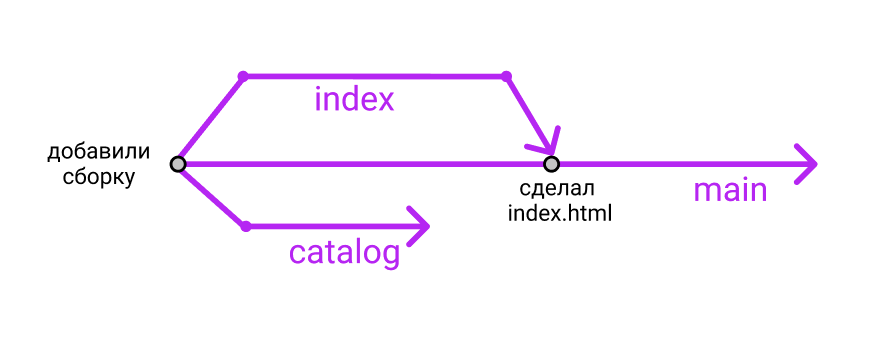 index
добавили
сборку
сделал
index.html
main
catalog